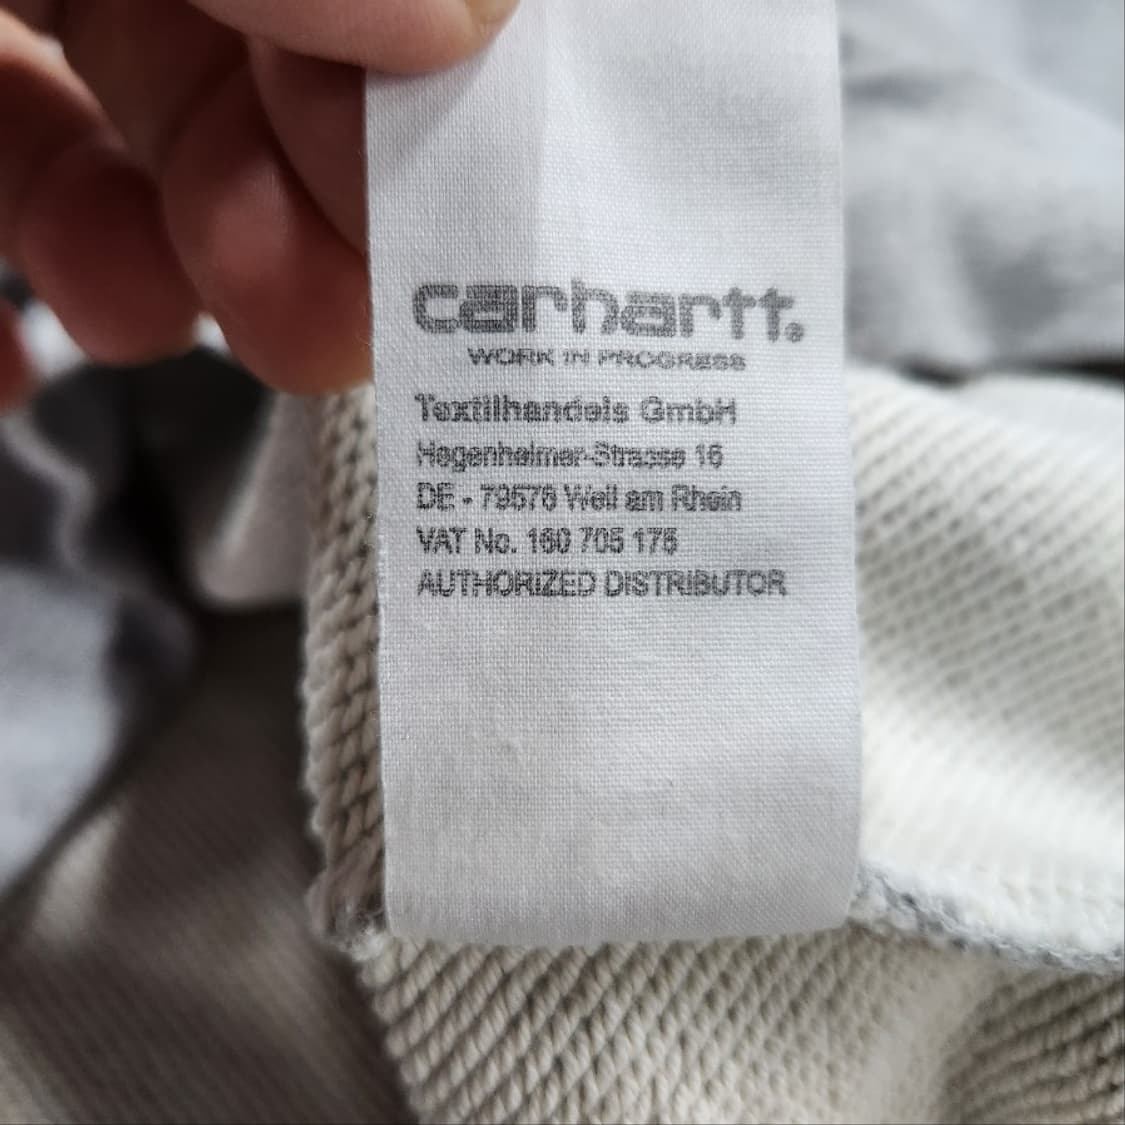 carhartt.
WORK IN PROGRESS
Textilhandels GmbH
Hegenheimer-Strasse 16
DE - 79576 Weil am Rhein
VAT No. 160 705 175
AUTHORIZED DISTRIBUTOR